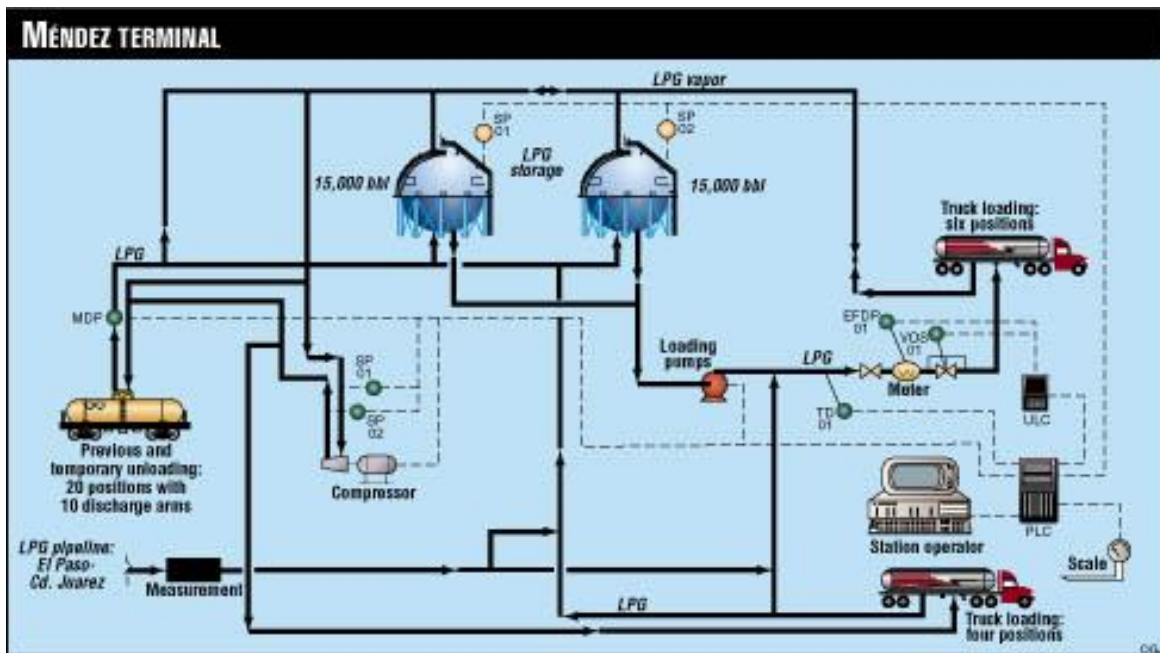 MÉNDEZ TERMINAL
LPG vapor
SP
01
SP
02
LPG
storage
15,000 bbl
15,000 bbl
Truck loading:
six positions
LPG
MDP
EFDR
01
VOS
01
Loading
pumps
LPG
Meter
SP
01
SP
02
TD
01
ULC
Previous and
temporary unloading:
20 positions with
10 discharge arms
Compressor
Station operator
PLC
Scale
LPG pipeline:
El Paso-
Cd. Juarez
Measurement
LPG
Truck loading:
four positions
OGJ